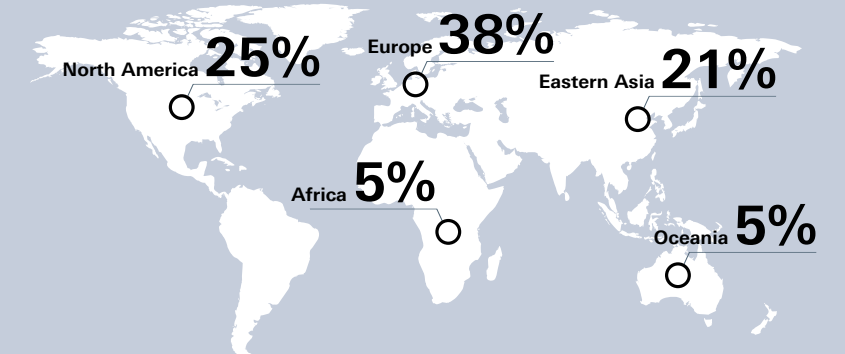 Europe 38%
North America 25%
Eastern Asia 21%
Africa 5%
Oceania 5%